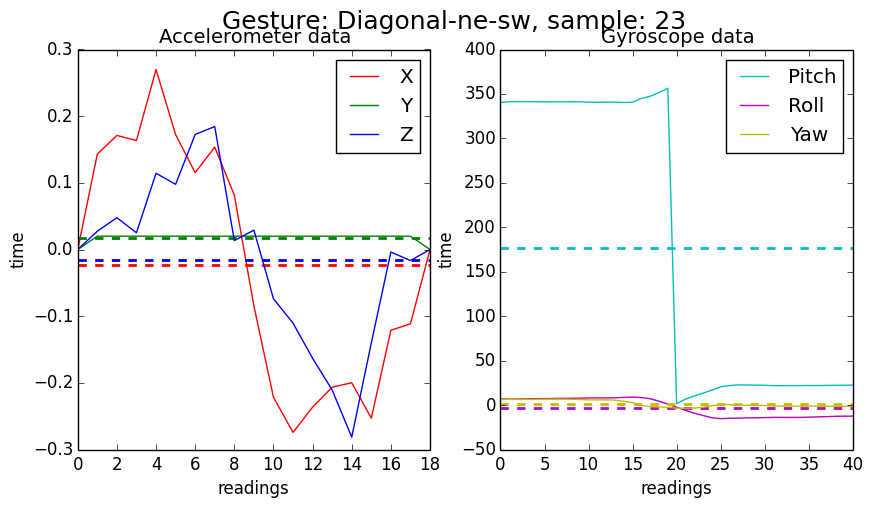 Gesture: Diagonal-ne-sw, sample: 23
Accelerometer data
0.3
0.2
0.1
0.0
−0.1
−0.2
−0.3
time
0 2 4 6 8 10 12 14 16 18
readings
X
Y
Z
Gyroscope data
400
350
300
250
200
150
100
50
0
−50
time
0 5 10 15 20 25 30 35 40
readings
Pitch
Roll
Yaw